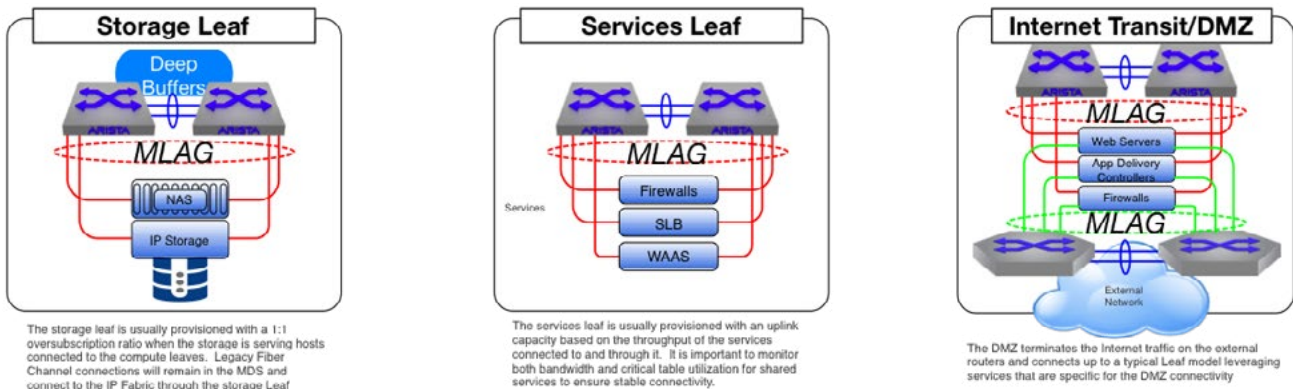 Storage Leaf
Deep
Buffers
ARISTA
ARISTA
MLAG
NAS
IP Storage
The storage leaf is usually provisioned with a 1:1
oversubscription ratio when the storage is serving hosts
connected to the compute leaves. Legacy Fiber
Channel connections will remain in the MDS and
connect to the IP Fabric through the storage Leaf
Services Leaf
ARISTA
ARISTA
MLAG
Services
Firewalls
SLB
WAAS
The services leaf is usually provisioned with an uplink
capacity based on the throughput of the services
connected to and through it. It is important to monitor
both bandwidth and critical table utilization for shared
services to ensure stable connectivity.
Internet Transit/DMZ
ARISTA
ARISTA
MLAG
Web Servers
App Delivery
Controllers
Firewalls
MLAG
External
Network
The DMZ terminates the Internet traffic on the external
routers and connects up to a typical Leaf model leveraging
services that are specific for the DMZ connectivity